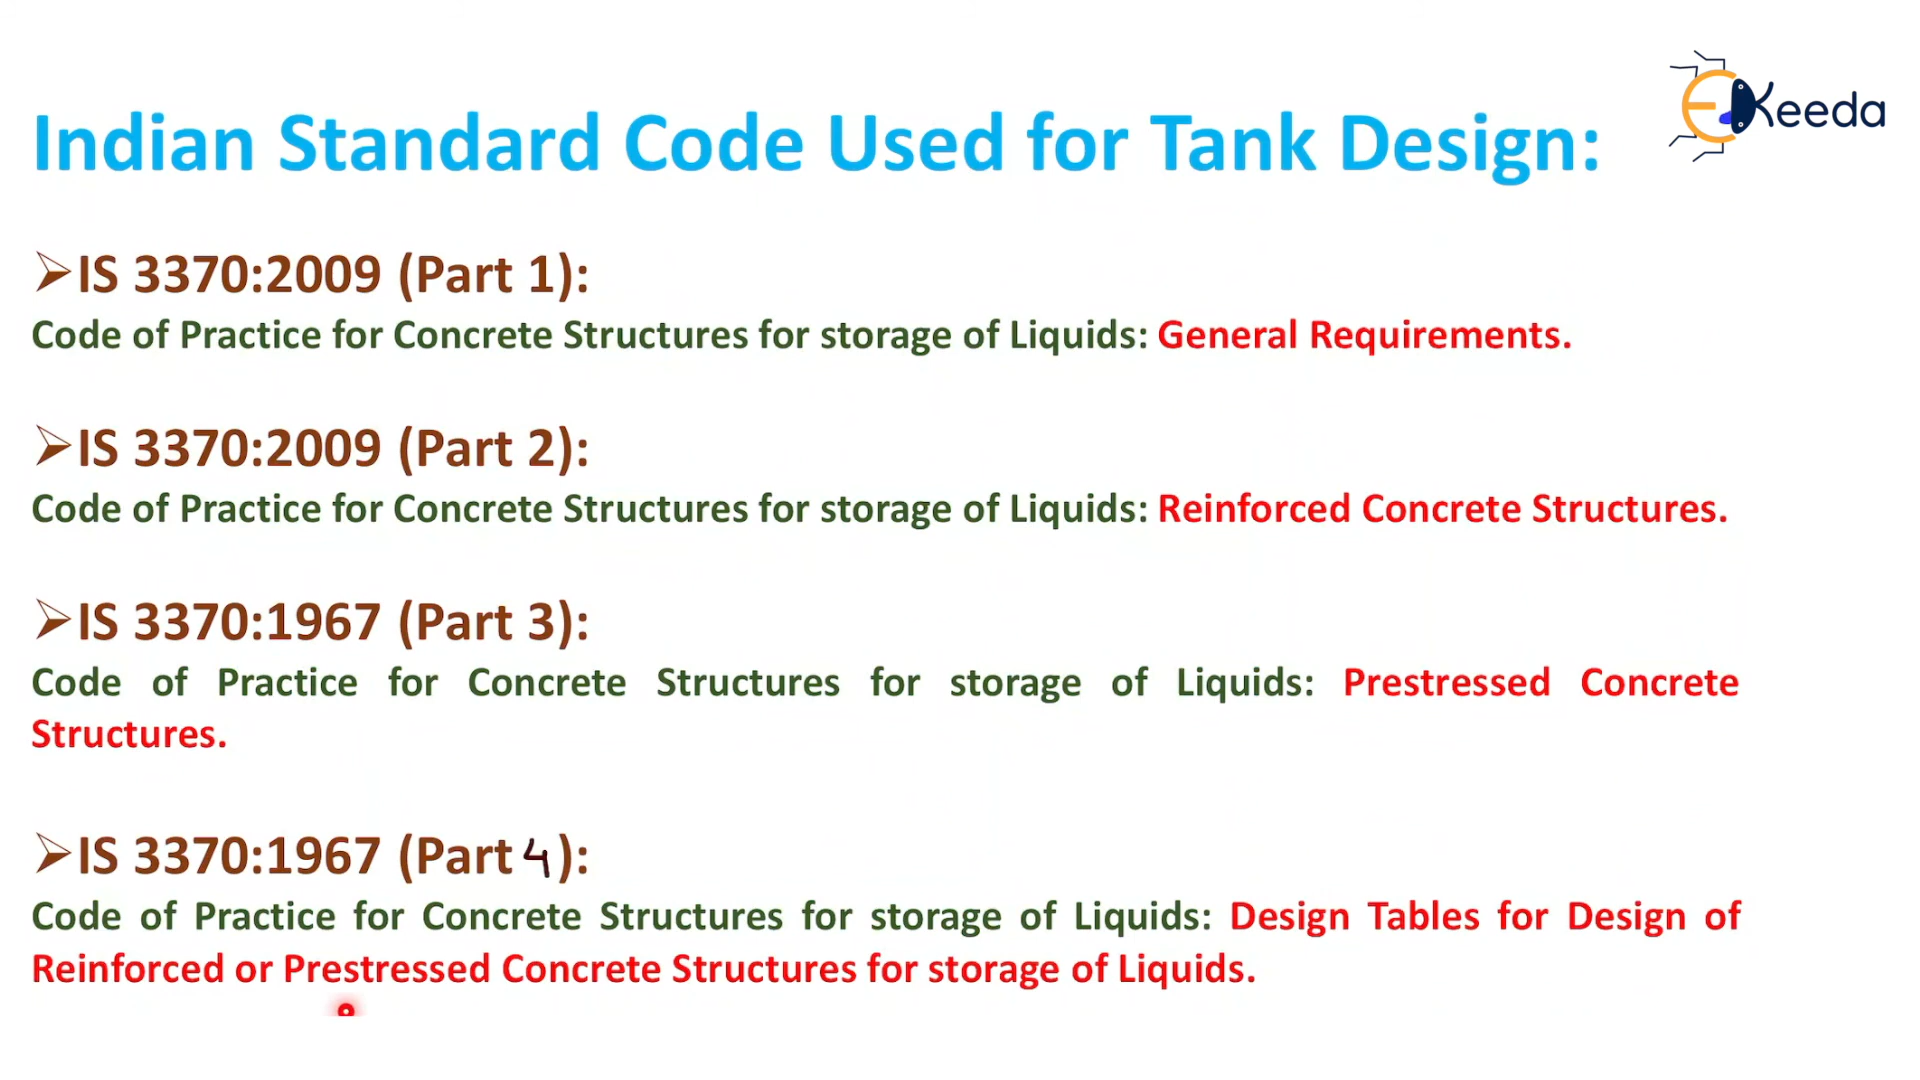 EKeeda
Indian Standard Code Used for Tank Design:
➢IS 3370:2009 (Part 1):
Code of Practice for Concrete Structures for storage of Liquids: General Requirements.
➢IS 3370:2009 (Part 2):
Code of Practice for Concrete Structures for storage of Liquids: Reinforced Concrete Structures.
➢IS 3370:1967 (Part 3):
Code of Practice for Concrete Structures for storage of Liquids: Prestressed Concrete
Structures.
➢IS 3370:1967 (Part 4):
Code of Practice for Concrete Structures for storage of Liquids: Design Tables for Design of
Reinforced or Prestressed Concrete Structures for storage of Liquids.